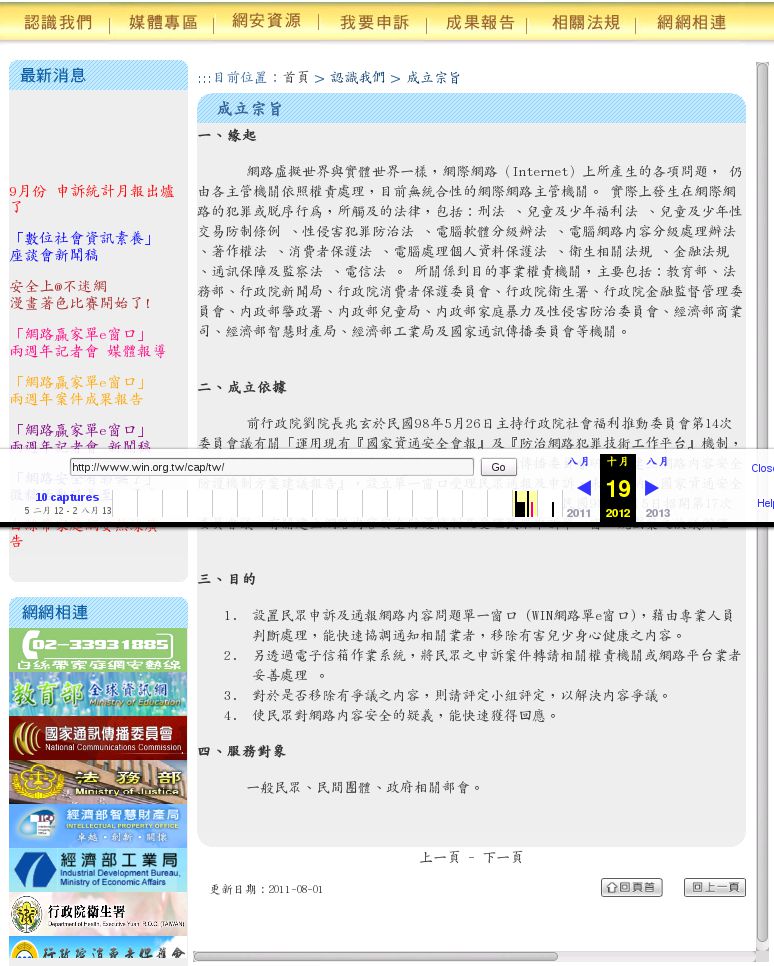 認識我們
媒體專區
網安資源
我要申訴
成果報告
相關法規
網網相連
最新消息
9月份 申訴統計月報出爐
了
「數位社會資訊素養」
座談會新聞稿
安全上@不迷網
漫畫著色比賽開始了!
「網路贏家單e窗口」
兩週年記者會 媒體報導
「網路贏家單e窗口」
兩週年案件成果報告
「網路贏家單e窗口」
兩週年記者會 新聞稿
告
網網相連
02-33931885
白絲帶家庭網安熱線
教育部 全球資訊網
Ministry of Education
國家通訊傳播委員會
National Communications Commission
法務部
Ministry of Justice
經濟部智慧財產局
INTELLECTUAL PROPERTY OFFICE
卓越·創新·關懷
經濟部工業局
Industrial Development Bureau,
Ministry of Economic Affairs
行政院衛生署
Department of Health, Executive Yuan, R.O.C. (TAIWAN)
行政院消費者保護會
:::目前位置：首頁 > 認識我們 > 成立宗旨
成立宗旨
一、緣起
網路虛擬世界與實體世界一樣，網際網路 (Internet) 上所產生的各項問題， 仍
由各主管機關依照權責處理，目前無統合性的網際網路主管機關。 實際上發生在網際網
路的犯罪或脫序行為，所觸及的法律，包括：刑法 、兒童及少年福利法 、兒童及少年性
交易防制條例 、性侵害犯罪防治法 、電腦軟體分級辦法 、電腦網路內容分級處理辦法
、著作權法 、消費者保護法 、電腦處理個人資料保護法 、衛生相關法規 、金融法規
、通訊保障及監察法 、電信法 。 所關係到目的事業權責機關，主要包括：教育部、法
務部、行政院新聞局、行政院消費者保護委員會、行政院衛生署、行政院金融監督管理委
員會、內政部警政署、內政部兒童局、內政部家庭暴力及性侵害防治委員會、經濟部商業
司、經濟部智慧財產局、經濟部工業局及國家通訊傳播委員會等機關。
二、成立依據
前行政院劉院長兆玄於民國98年5月26日主持行政院社會福利推動委員會第14次
委員會議有關「運用現有『國家資通安全會報』及『防治網路犯罪技術工作平台』機制，
http://www.win.org.tw/cap/tw/
Go
八月
十月
八月
19
2011
2012
2013
Close
Help
10 captures
5 二月 12 - 2 八月 13
三、目的
1. 設置民眾申訴及通報網路內容問題單一窗口 (WIN網路單e窗口)，藉由專業人員
判斷處理，能快速協調通知相關業者，移除有害兒少身心健康之內容。
2. 另透過電子信箱作業系統，將民眾之申訴案件轉請相關權責機關或網路平台業者
妥善處理 。
3. 對於是否移除有爭議之內容，則請評定小組評定，以解決內容爭議。
4. 使民眾對網路內容安全的疑義，能快速獲得回應。
四、服務對象
一般民眾、民間團體、政府相關部會。
上一頁 - 下一頁
更新日期：2011-08-01
回頁首
回上一頁